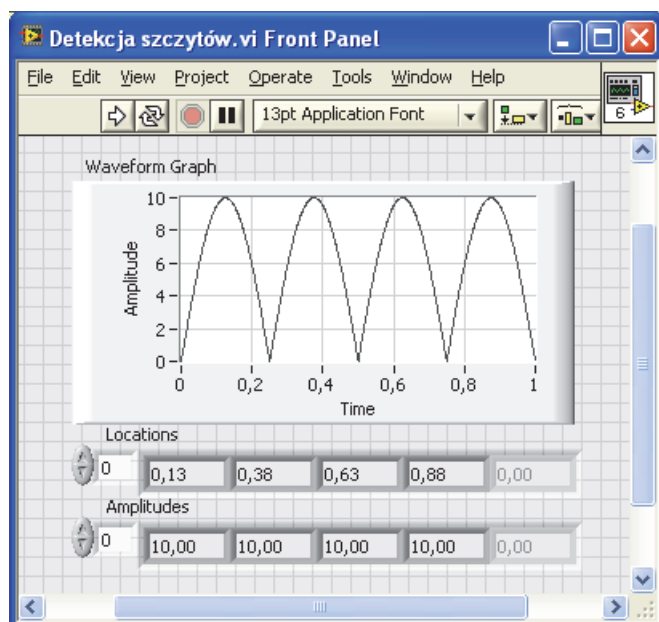 Detekcja szczytów.vi Front Panel
File Edit View Project Operate Tools Window Help
13pt Application Font
6
Waveform Graph
10
8
6
4
2
0
Amplitude
0 0,2 0,4 0,6 0,8 1
Time
Locations
0 0,13 0,38 0,63 0,88 0,00
Amplitudes
0 10,00 10,00 10,00 10,00 0,00